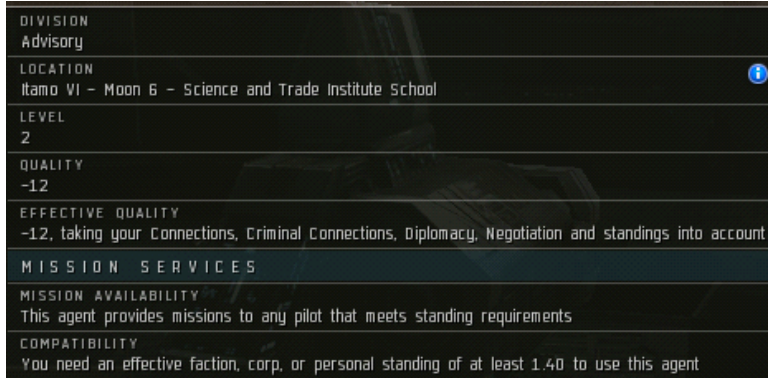 DIVISION
Advisory
LOCATION
Itamo VI - Moon 6 - Science and Trade Institute School
LEVEL
2
QUALITY
-12
EFFECTIVE QUALITY
-12, taking your Connections, Criminal Connections, Diplomacy, Negotiation and standings into account
MISSION SERVICES
MISSION AVAILABILITY
This agent provides missions to any pilot that meets standing requirements
COMPATIBILITY
You need an effective faction, corp, or personal standing of at least 1.40 to use this agent